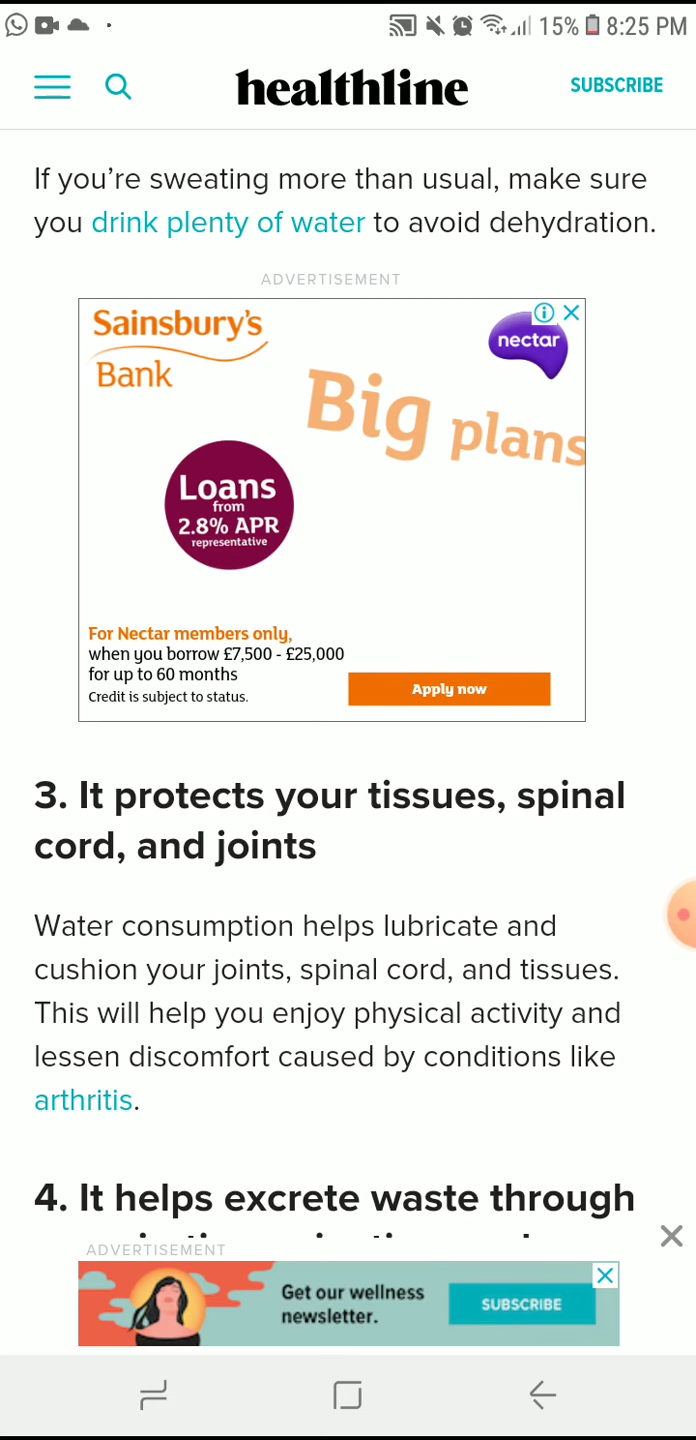 15% 8:25 PM
healthline
SUBSCRIBE
If you’re sweating more than usual, make sure
you drink plenty of water to avoid dehydration.
ADVERTISEMENT
Sainsbury's
Bank
nectar
Big plans
Loans
from
2.8% APR
representative
For Nectar members only,
when you borrow £7,500 - £25,000
for up to 60 months
Credit is subject to status.
Apply now
3. It protects your tissues, spinal
cord, and joints
Water consumption helps lubricate and
cushion your joints, spinal cord, and tissues.
This will help you enjoy physical activity and
lessen discomfort caused by conditions like
arthritis.
4. It helps excrete waste through
ADVERTISEMENT
Get our wellness
newsletter.
SUBSCRIBE